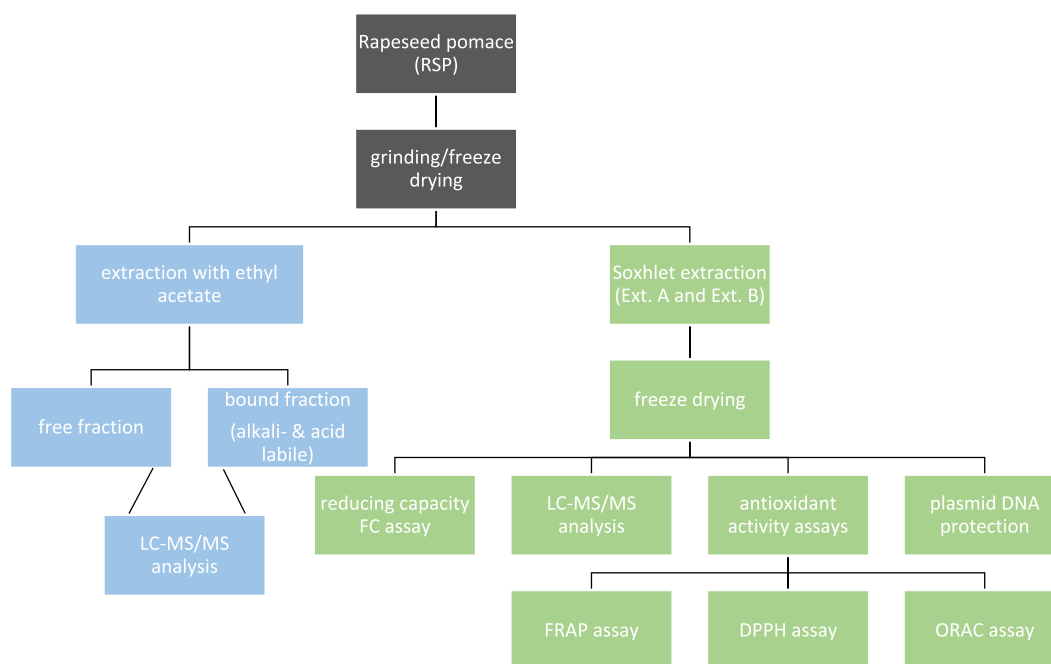 Rapeseed pomace
(RSP)
grinding/freeze
drying
extraction with ethyl
acetate
Soxhlet extraction
(Ext. A and Ext. B)
free fraction
bound fraction
(alkali- & acid
labile)
freeze drying
LC-MS/MS
analysis
reducing capacity
FC assay
LC-MS/MS
analysis
antioxidant
activity assays
plasmid DNA
protection
FRAP assay
DPPH assay
ORAC assay